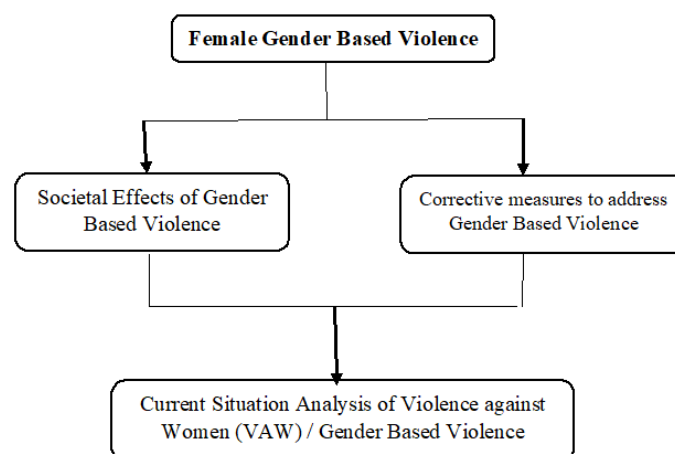 Female Gender Based Violence
Societal Effects of Gender
Based Violence
Corrective measures to address
Gender Based Violence
Current Situation Analysis of Violence against
Women (VAW) / Gender Based Violence